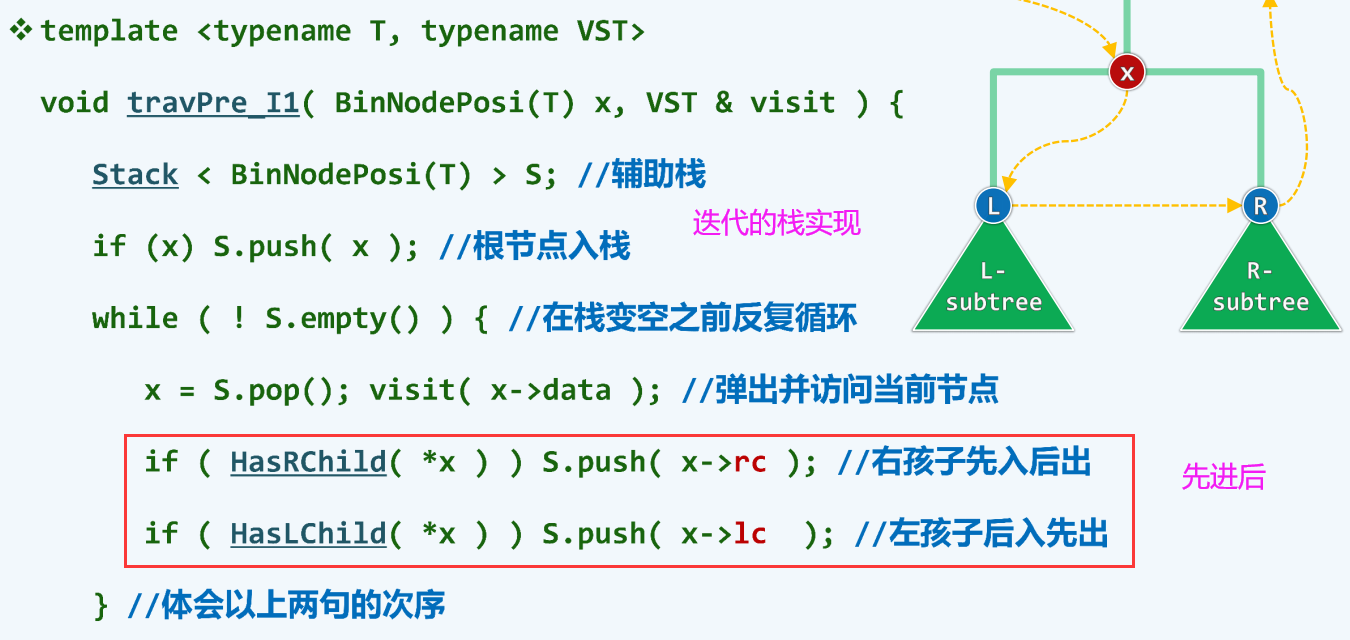 ❖ template <typename T, typename VST>
void travPre_I1( BinNodePosi(T) x, VST & visit ) {
Stack < BinNodePosi(T) > S; //辅助栈
迭代的栈实现
if (x) S.push( x ); //根节点入栈
while ( ! S.empty() ) { //在栈变空之前反复循环
x = S.pop(); visit( x->data ); //弹出并访问当前节点
if ( HasRChild( *x ) ) S.push( x->rc ); //右孩子先入后出
先进后
if ( HasLChild( *x ) ) S.push( x->lc ); //左孩子后入先出
} //体会以上两句的次序
x
L
R
L-
subtree
R-
subtree